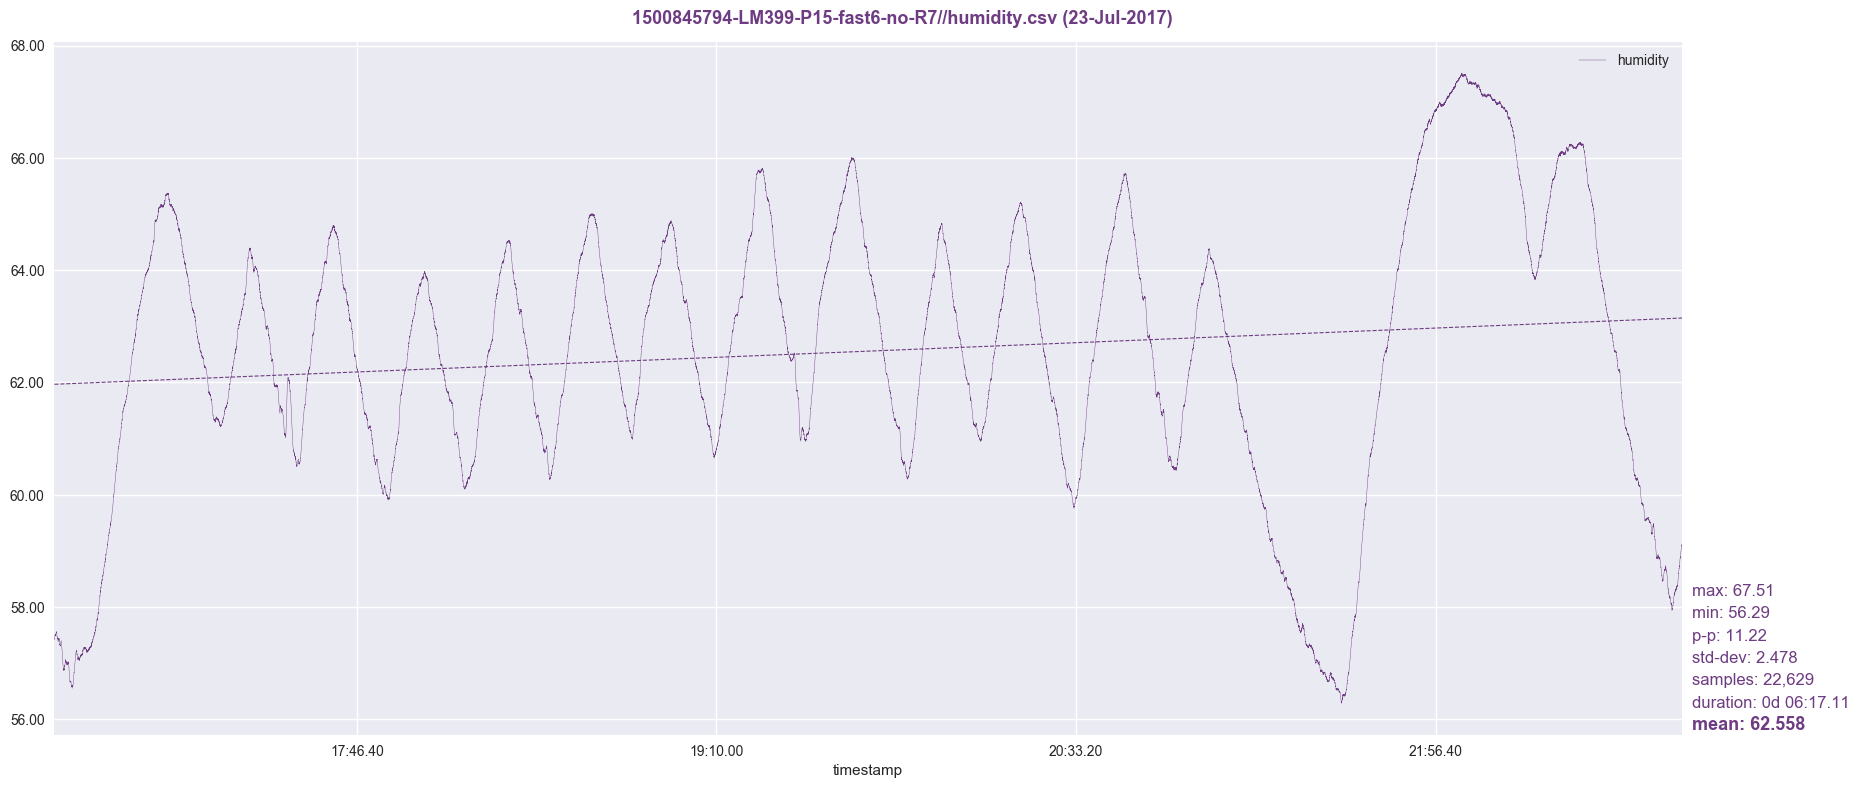 1500845794-LM399-P15-fast6-no-R7//humidity.csv (23-Jul-2017)
68.00
humidity
66.00
64.00
62.00
60.00
58.00
56.00
max: 67.51
min: 56.29
p-p: 11.22
std-dev: 2.478
samples: 22,629
duration: 0d 06:17.11
mean: 62.558
17:46.40 19:10.00 20:33.20 21:56.40
timestamp